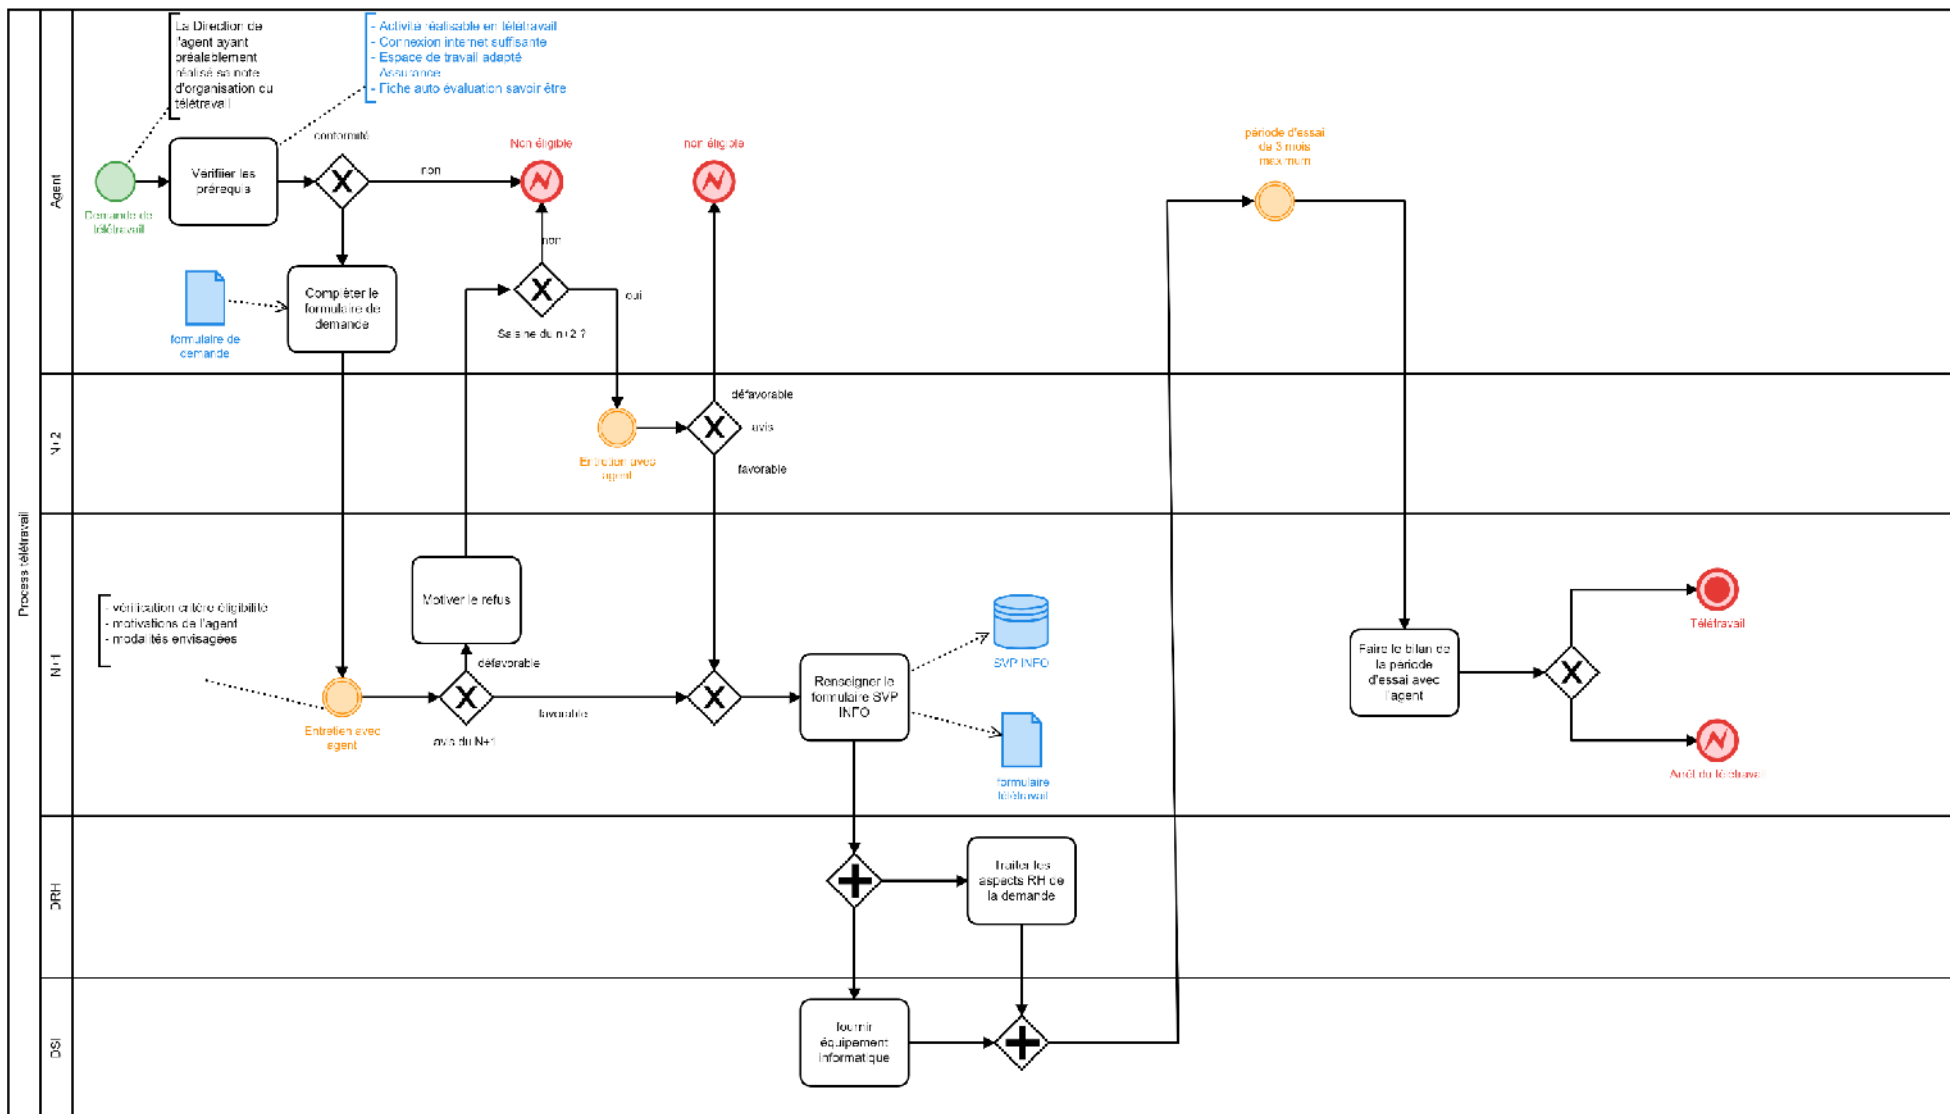 Process télétravail
Agent
La Direction de
l'agent ayant
préalablement
réalisé sa note
d'organisation du
télétravail
- Activité réalisable en télétravail
- Connexion internet suffisante
- Espace de travail adapté
Assurance
- Fiche auto évaluation savoir être
Demande de
télétravail
Vérifiier les
prérequis
conformité
non
Non éligible
non éligible
non
oui
Saisine du n+2 ?
formulaire de
demande
Compléter le
formulaire de
demande
période d'essai
de 3 mois
maximum
N+2
Entretien avec
agent
défavorable
avis
favorable
N+1
- vérification critère éligibilité
- motivations de l'agent
- modalités envisagées
Entretien avec
agent
Motiver le refus
défavorable
favorable
avis du N+1
Renseigner le
formulaire SVP
INFO
SVP INFO
formulaire
télétravail
Faire le bilan de
la période
d'essai avec
l'agent
Télétravail
Arrêt du télétravail
DRH
Traiter les
aspects RH de
la demande
DSI
fournir
équipement
informatique